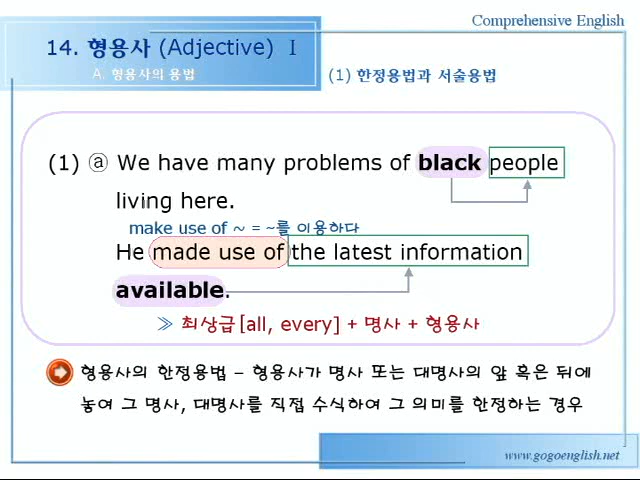 Comprehensive English
14. 형용사 (Adjective) Ⅰ
A. 형용사의 용법
(1) 한정용법과 서술용법
(1) ⓐ We have many problems of black people
living here.
make use of ~ = ~를 이용하다
He made use of the latest information
available.
≫ 최상급[all, every] + 명사 + 형용사
형용사의 한정용법 – 형용사가 명사 또는 대명사의 앞 혹은 뒤에
놓여 그 명사, 대명사를 직접 수식하여 그 의미를 한정하는 경우
www.gogoenglish.net